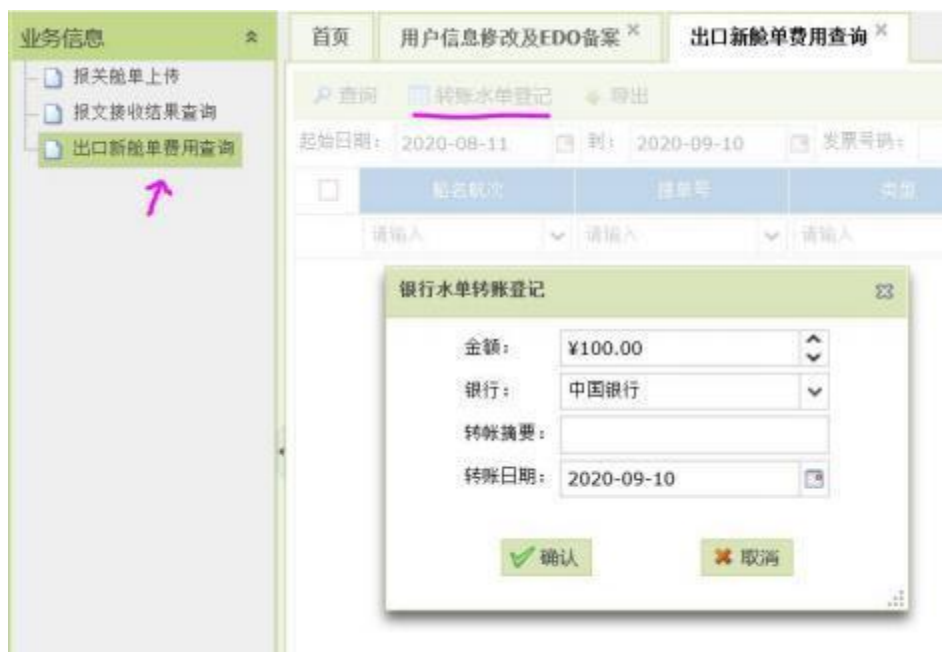 业务信息
报关舱单上传
报文接收结果查询
出口新舱单费用查询
首页 用户信息修改及EDO备案 出口新舱单费用查询
查询 转账水单登记 导出
起始日期: 2020-08-11 到: 2020-09-10 发票号码:
船名航次 提单号 类型
请输入 请输入 请输入
银行水单转账登记
金额: ¥100.00
银行: 中国银行
转帐摘要:
转账日期: 2020-09-10
确认 取消